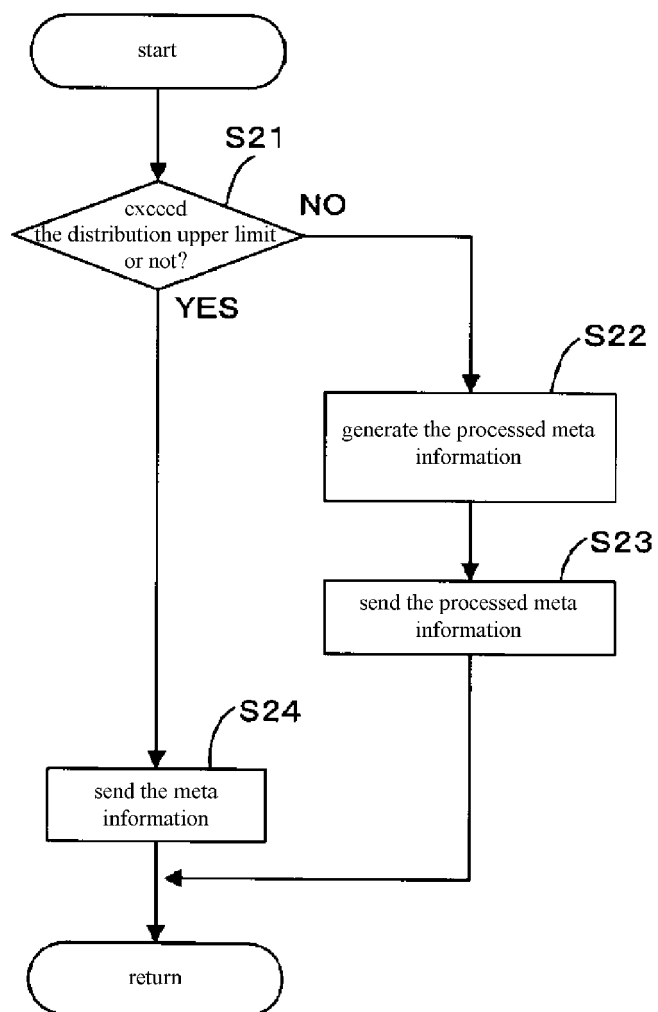 start
S21
exceed
the distribution upper limit
or not?
NO
YES
S22
generate the processed meta
information
S23
send the processed meta
information
S24
send the meta
information
return